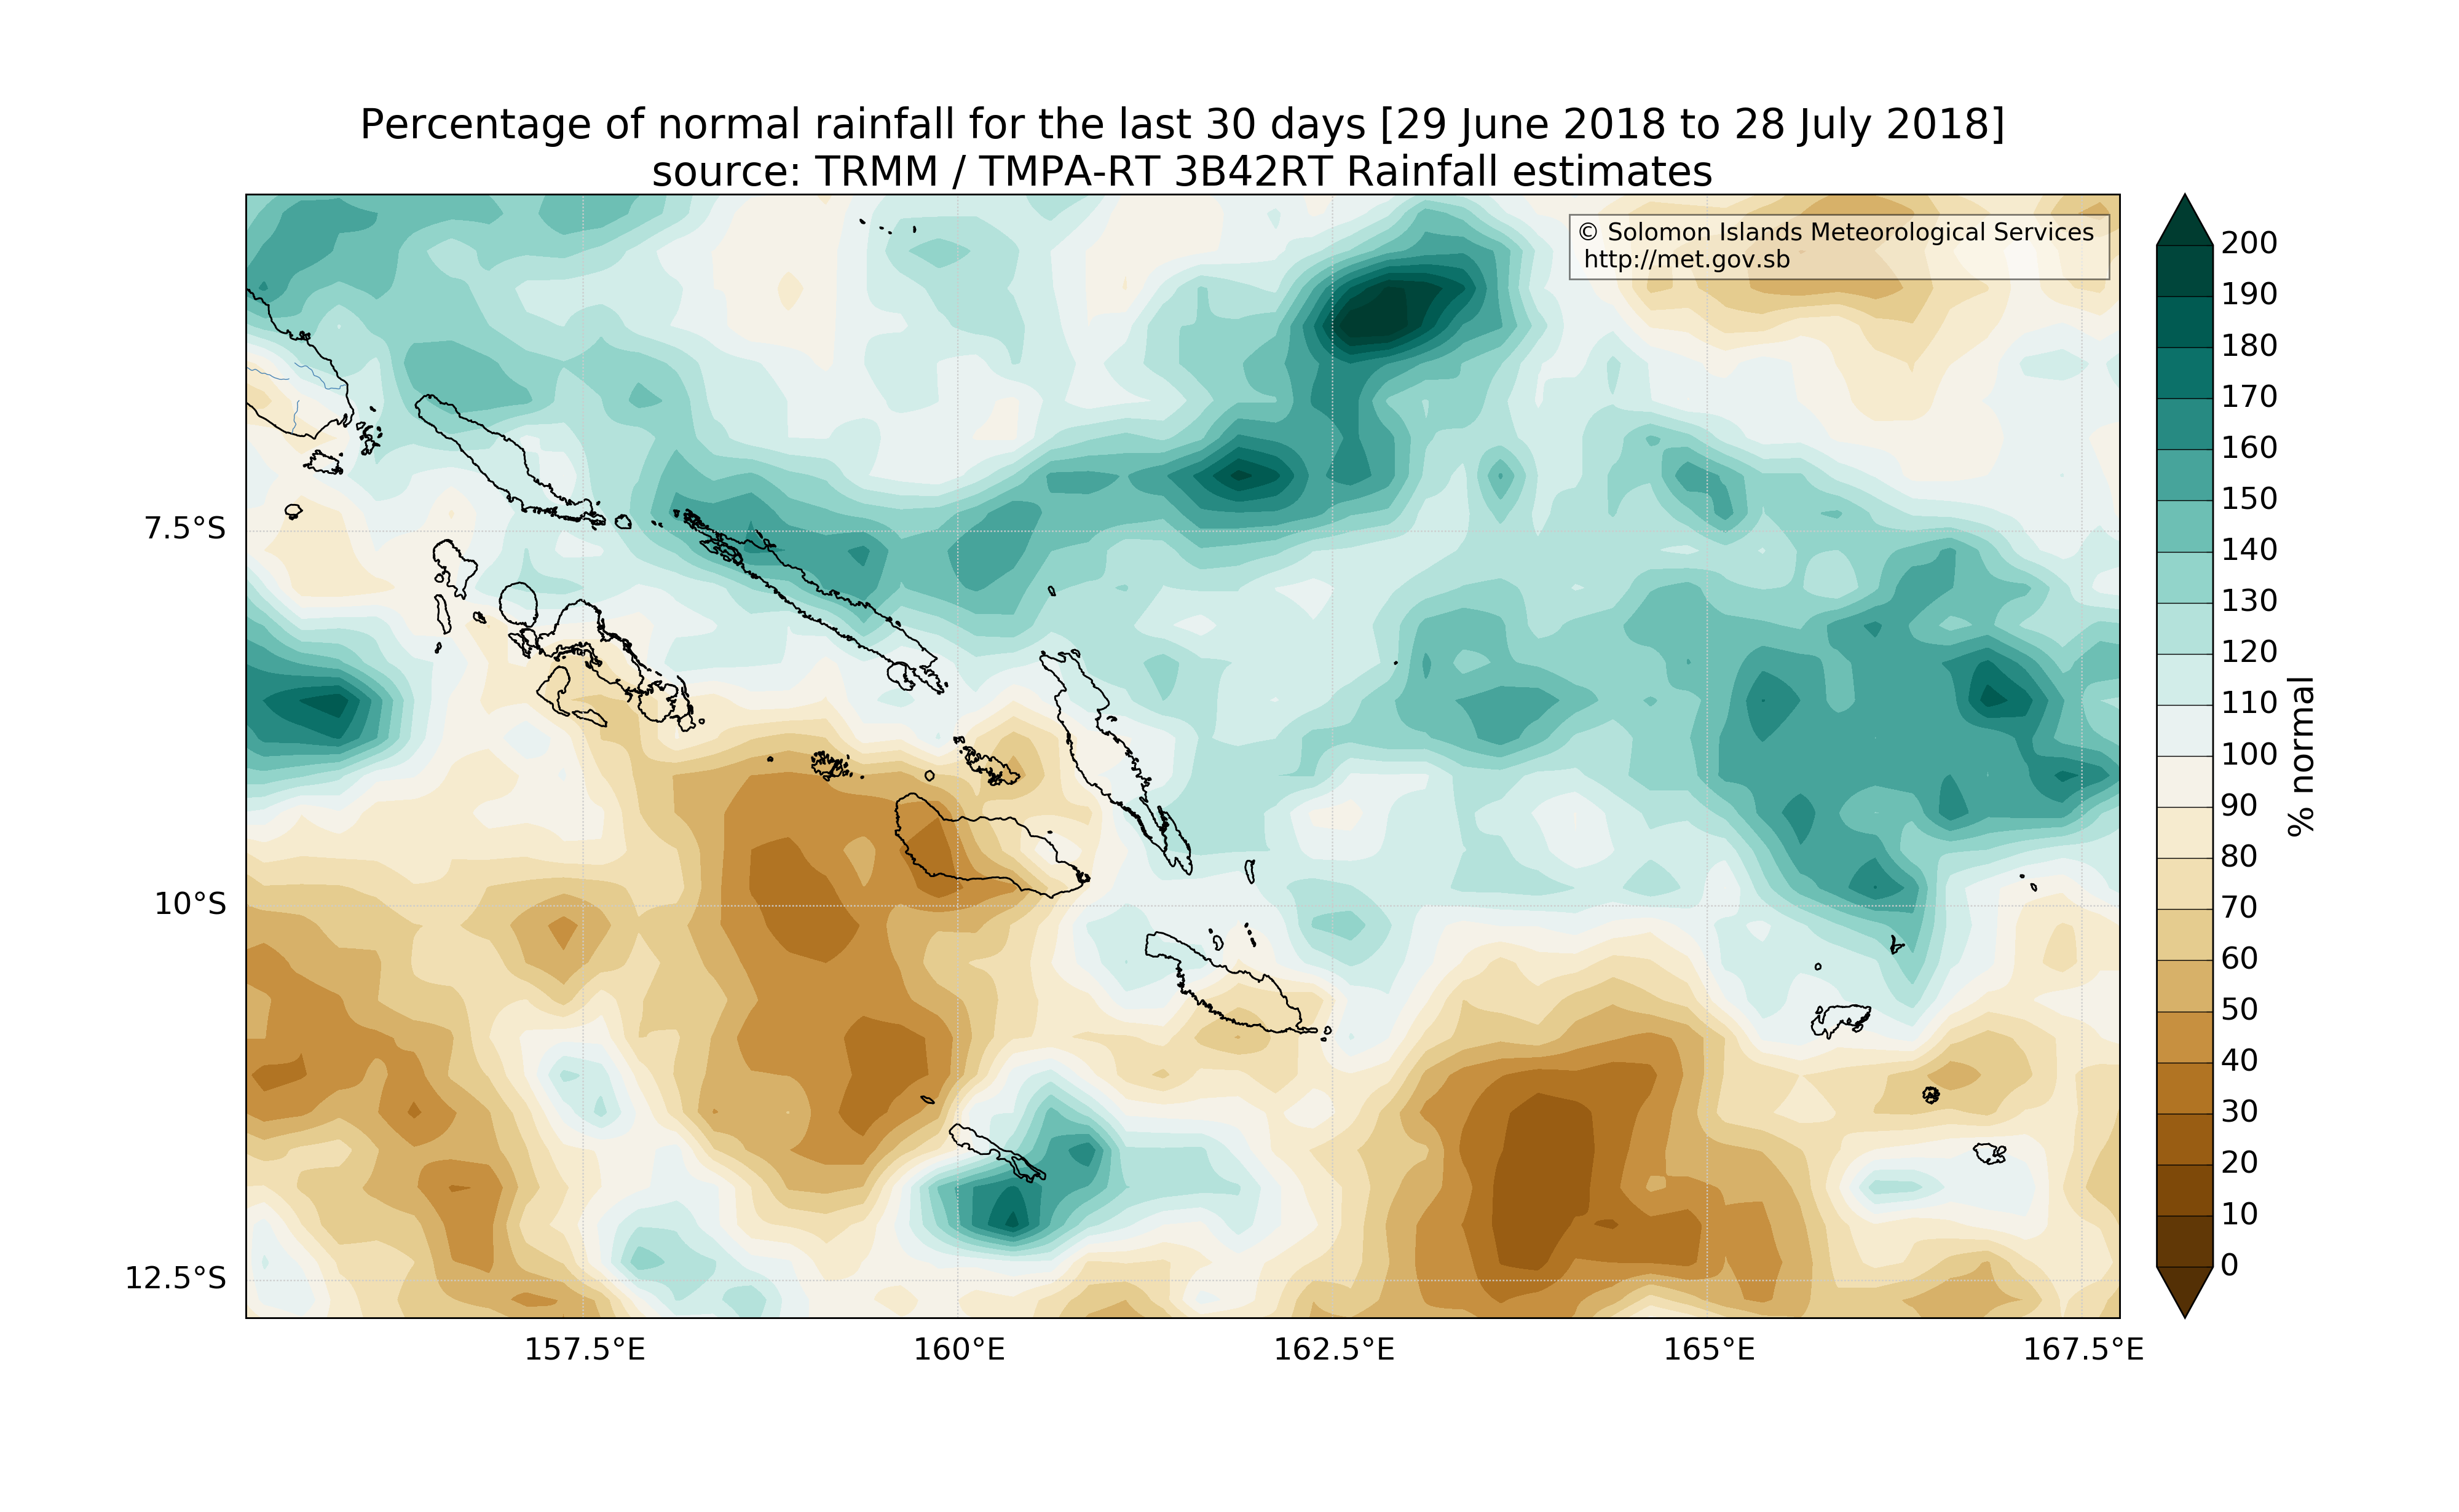 Percentage of normal rainfall for the last 30 days [29 June 2018 to 28 July 2018]
source: TRMM / TMPA-RT 3B42RT Rainfall estimates
© Solomon Islands Meteorological Services
http://met.gov.sb
7.5°S
10°S
12.5°S
157.5°E
160°E
162.5°E
165°E
167.5°E
200
190
180
170
160
150
140
130
120
110
100
90
80
70
60
50
40
30
20
10
0
% normal